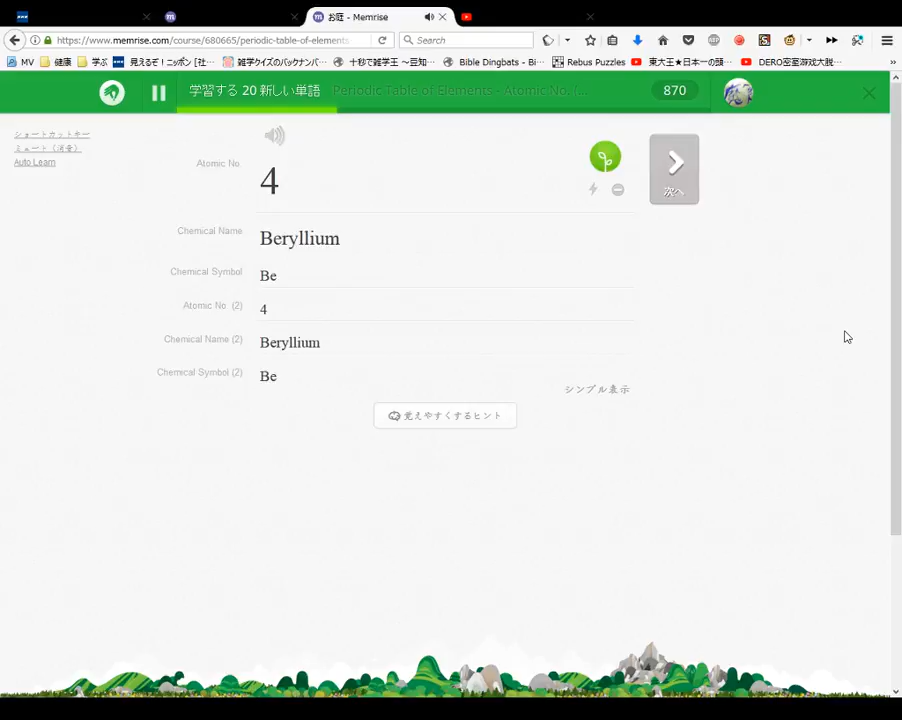 お庭 - Memrise
https://www.memrise.com/course/680665/periodic-table-of-elements
Search
MV
健康
学ぶ
見えるぞ!ニッポン [社…
雑学クイズのバックナンバ…
十秒で雑学王 ～豆知…
Bible Dingbats - Bi…
Rebus Puzzles
東大王★日本一の頭…
DERO密室游戏大脱…
学習する 20 新しい単語
Periodic Table of Elements - Atomic No. (...
870
ショートカットキー
ミュート（消音）
Auto Learn
Atomic No.
4
次へ
Chemical Name
Beryllium
Chemical Symbol
Be
Atomic No. (2)
4
Chemical Name (2)
Beryllium
Chemical Symbol (2)
Be
シンプル表示
覚えやすくするヒント